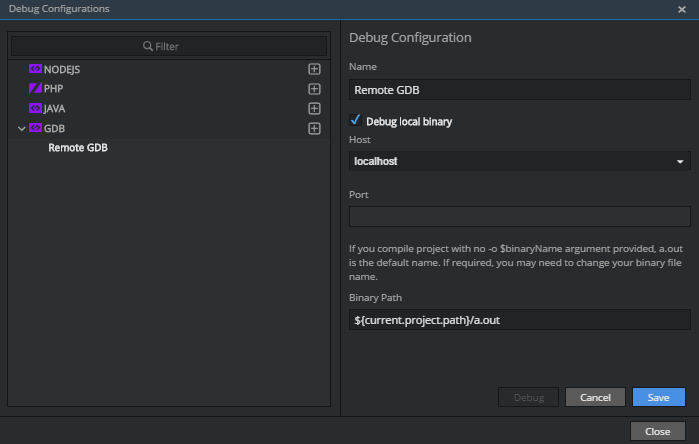 Debug Configurations
Filter
NODEJS
PHP
JAVA
GDB
Remote GDB
Debug Configuration
Name
Remote GDB
Debug local binary
Host
localhost
Port
If you compile project with no -o $binaryName argument provided, a.out
is the default name. If required, you may need to change your binary file
name.
Binary Path
${current.project.path}/a.out
Debug
Cancel
Save
Close